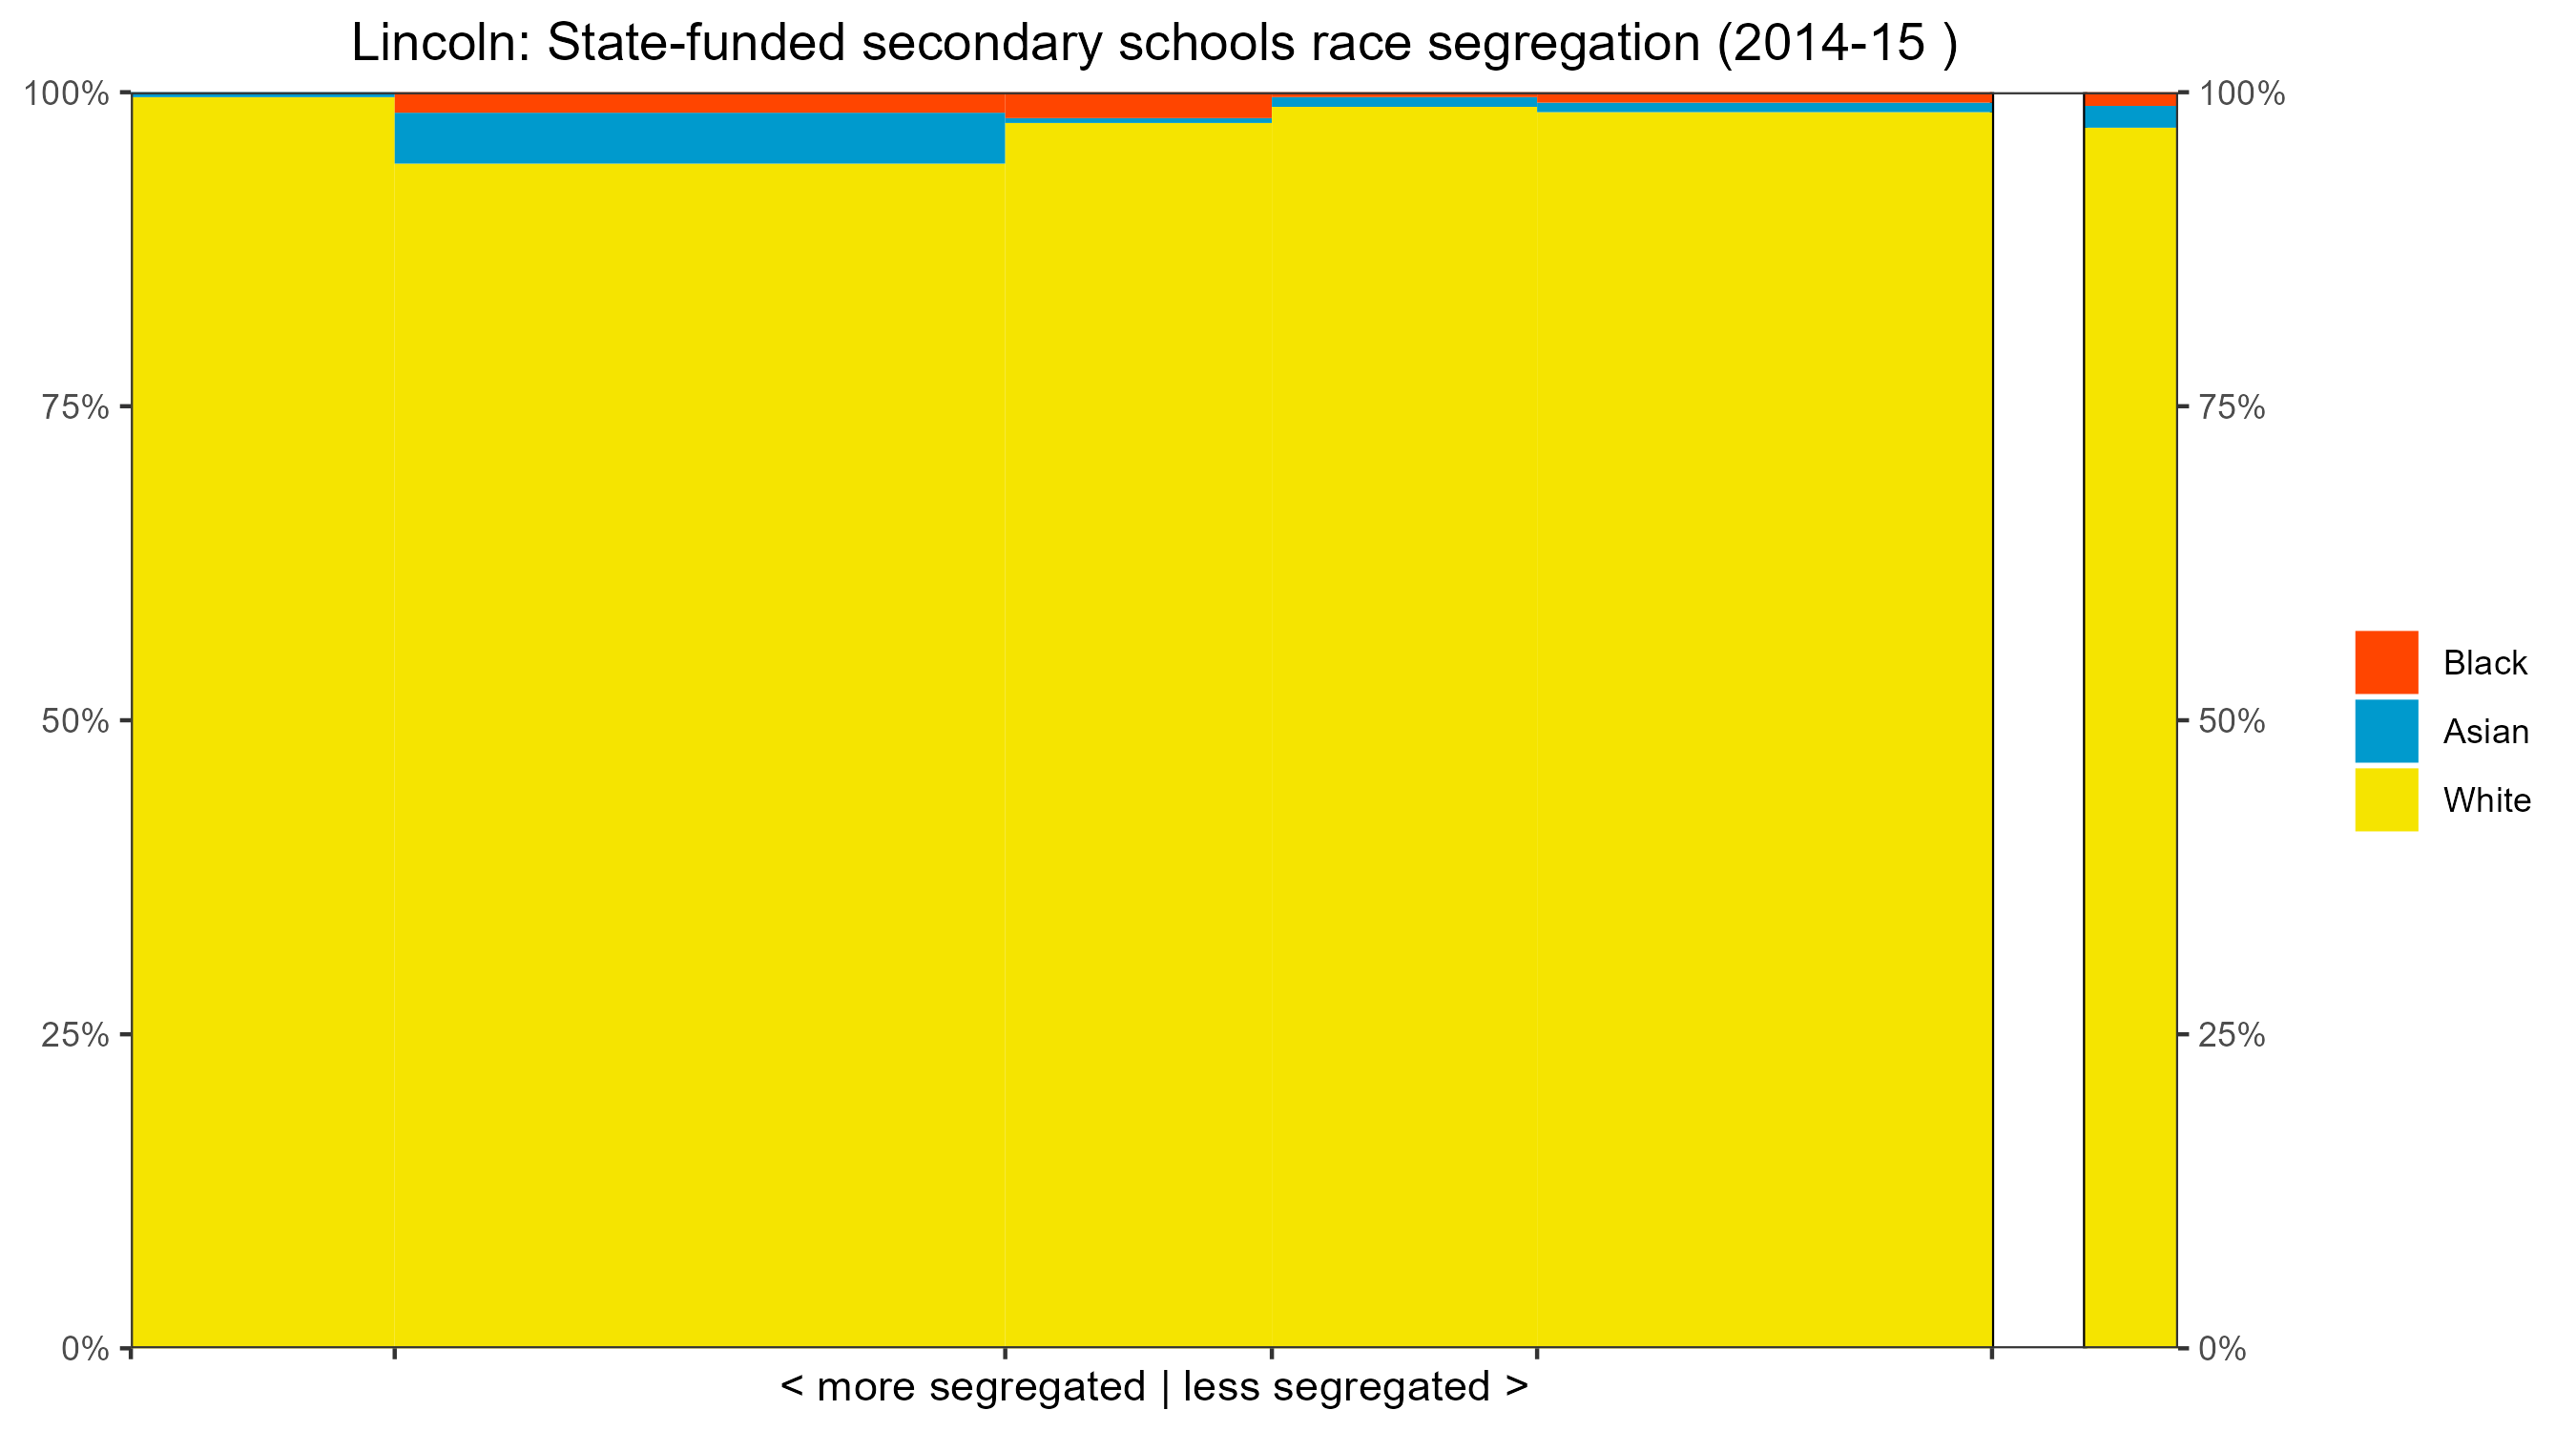 Lincoln: State-funded secondary schools race segregation (2014-15 )
100%
75%
50%
25%
0%
100%
75%
50%
25%
0%
Black
Asian
White
< more segregated | less segregated >